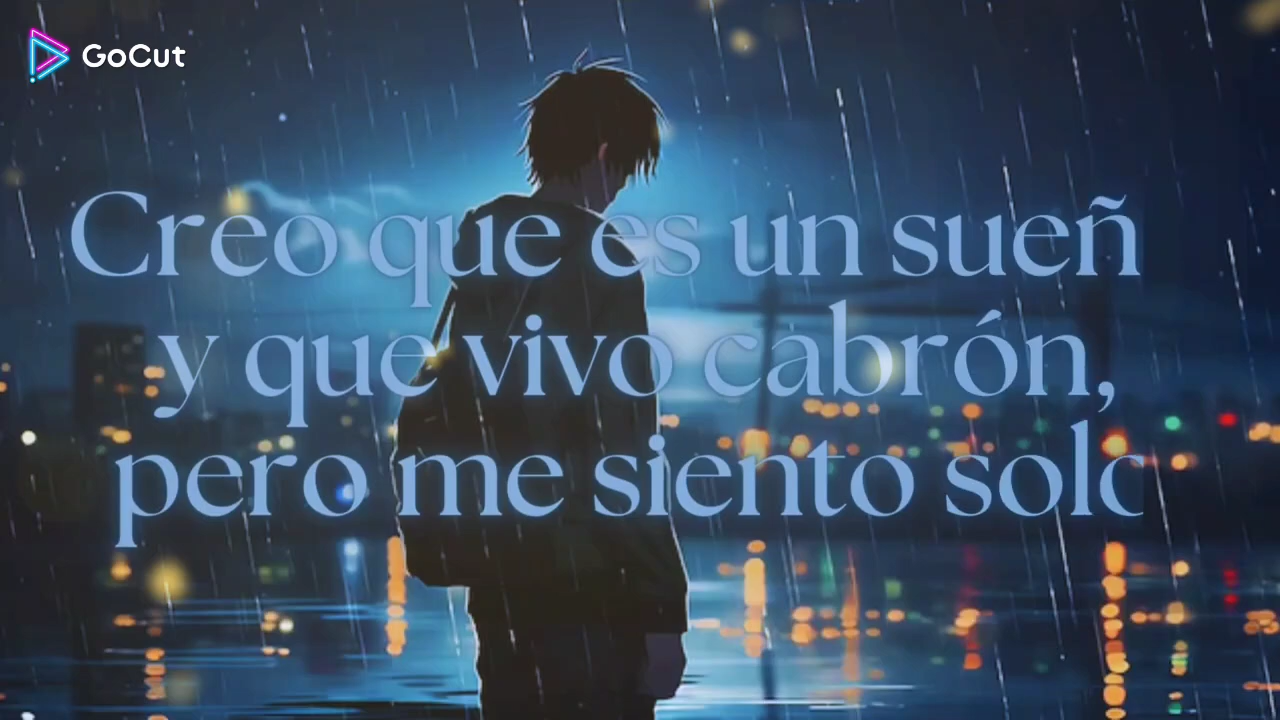 GoCut
Creo que es un sueñ
y que vivo cabrón,
pero me siento solo